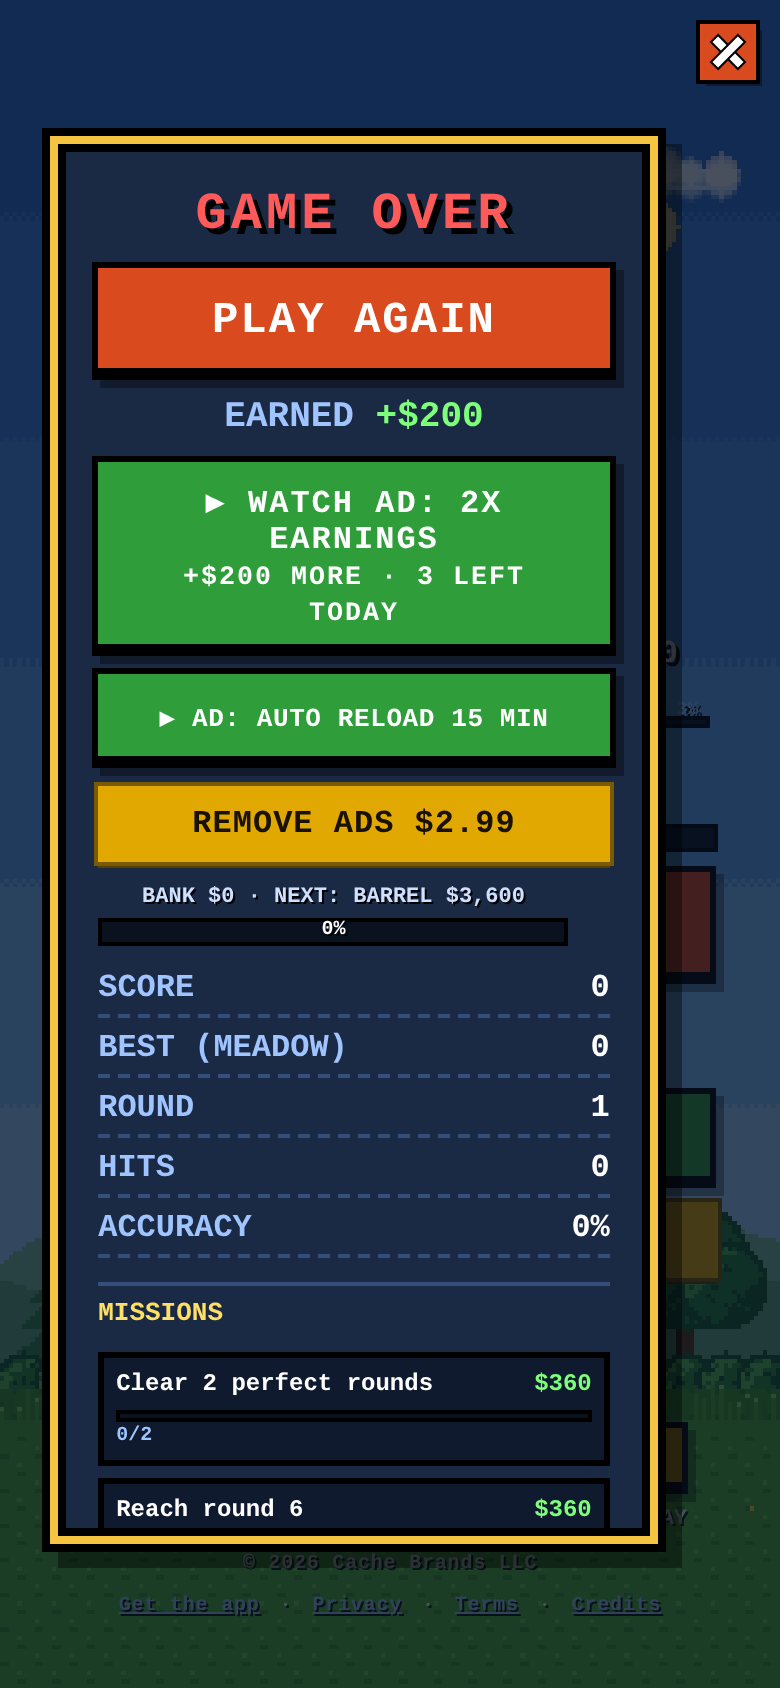 GAME OVER
PLAY AGAIN
EARNED +$200
▶ WATCH AD: 2X
EARNINGS
+$200 MORE · 3 LEFT
TODAY
▶ AD: AUTO RELOAD 15 MIN
REMOVE ADS $2.99
BANK $0 · NEXT: BARREL $3,600
0%
SCORE 0
BEST (MEADOW) 0
ROUND 1
HITS 0
ACCURACY 0%
MISSIONS
Clear 2 perfect rounds $360
0/2
Reach round 6 $360
© 2026 Cache Brands LLC
Get the app · Privacy · Terms · Credits